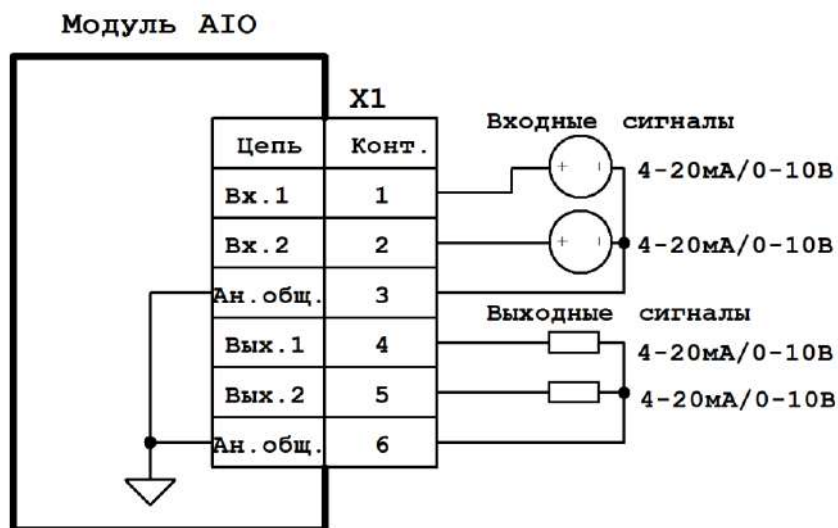 Модуль AIO
X1
Входные сигналы
Цепь Конт.
4-20мА/0-10В
Вх.1 1
Вх.2 2
4-20мА/0-10В
Ан.общ. 3
Выходные сигналы
Вых.1 4
4-20мА/0-10В
Вых.2 5
4-20мА/0-10В
Ан.общ. 6